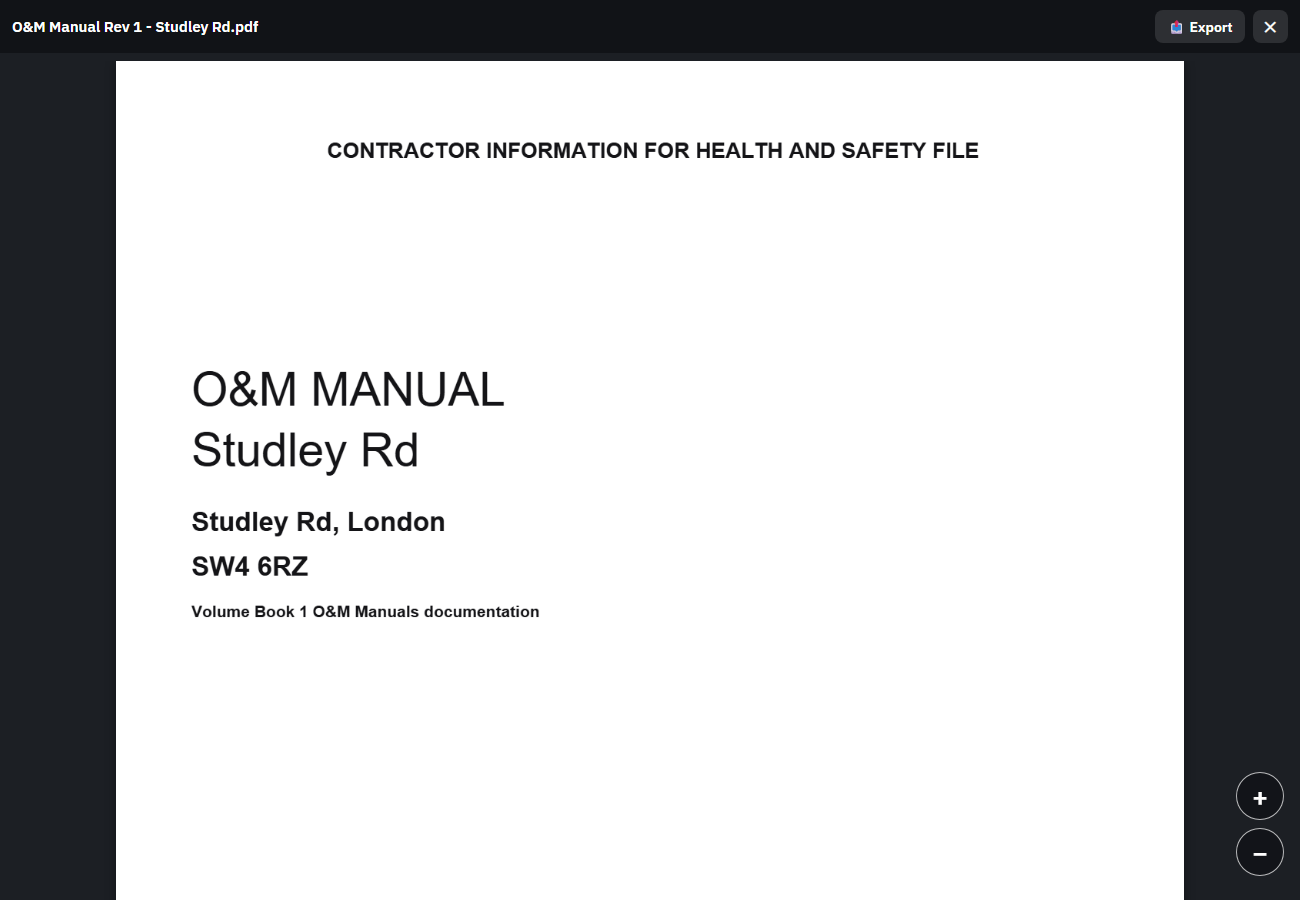 O&M Manual Rev 1 - Studley Rd.pdf
Export
CONTRACTOR INFORMATION FOR HEALTH AND SAFETY FILE
O&M MANUAL
Studley Rd
Studley Rd, London
SW4 6RZ
Volume Book 1 O&M Manuals documentation